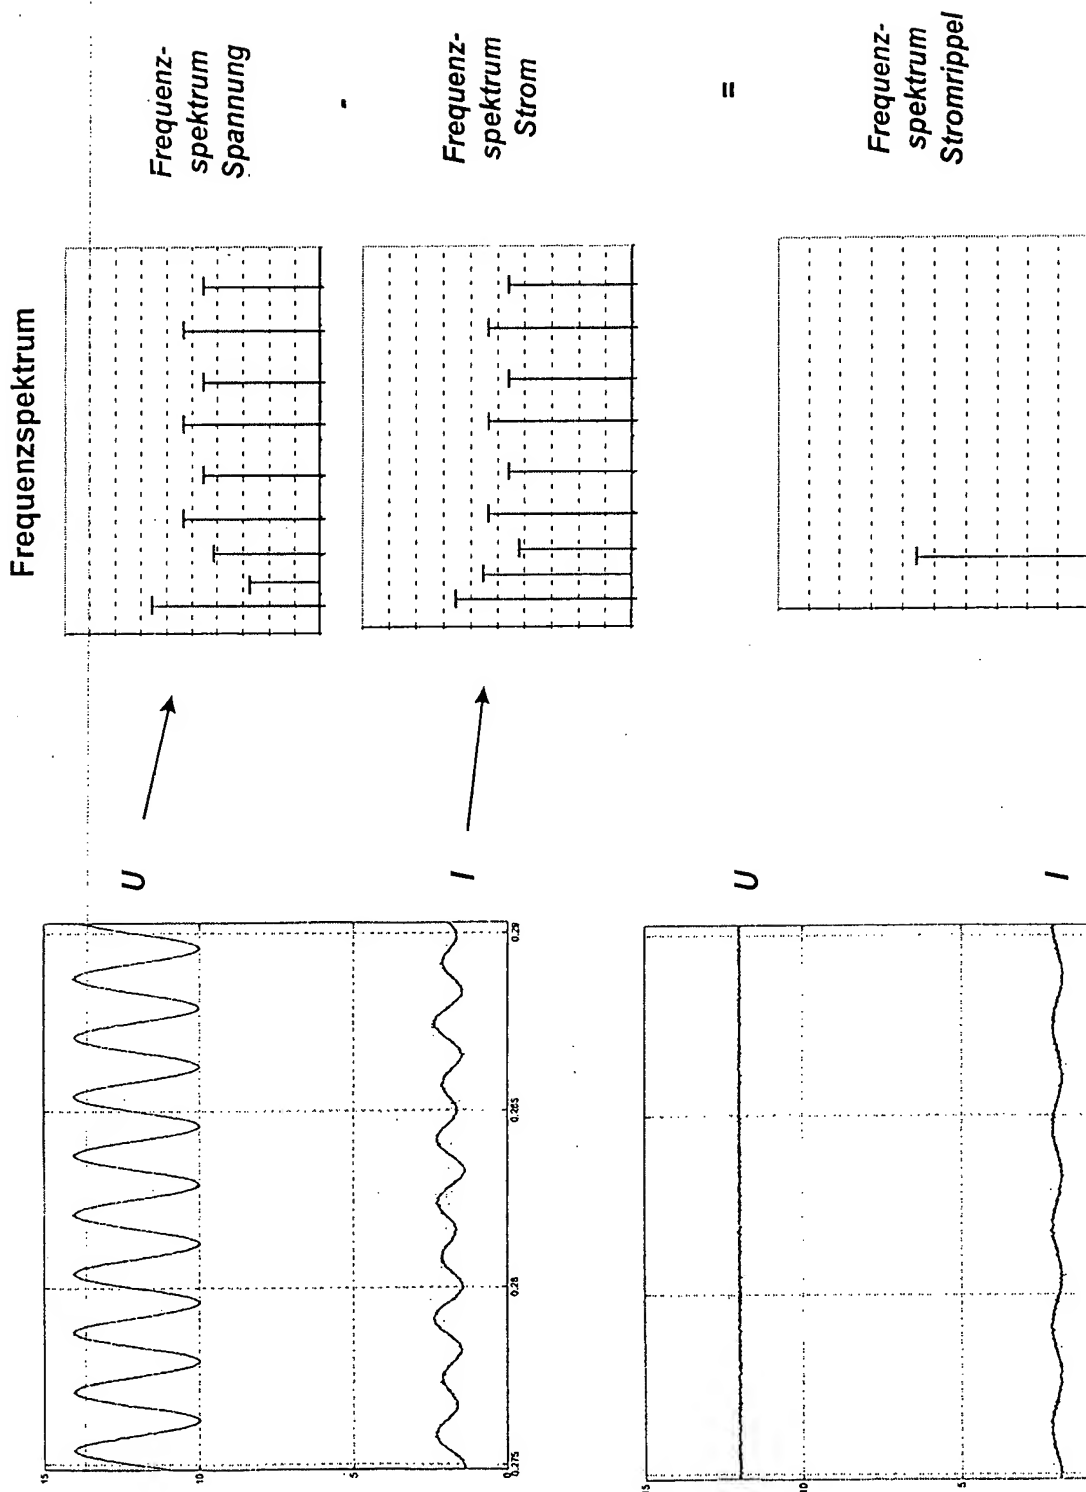 Frequenzspektrum
15
10
5
0
0.275
0.28
0.285
0.29
U
I
Frequenz-
spektrum
Spannung
-
Frequenz-
spektrum
Strom
=
15
10
5
U
I
Frequenz-
spektrum
Stromrippel